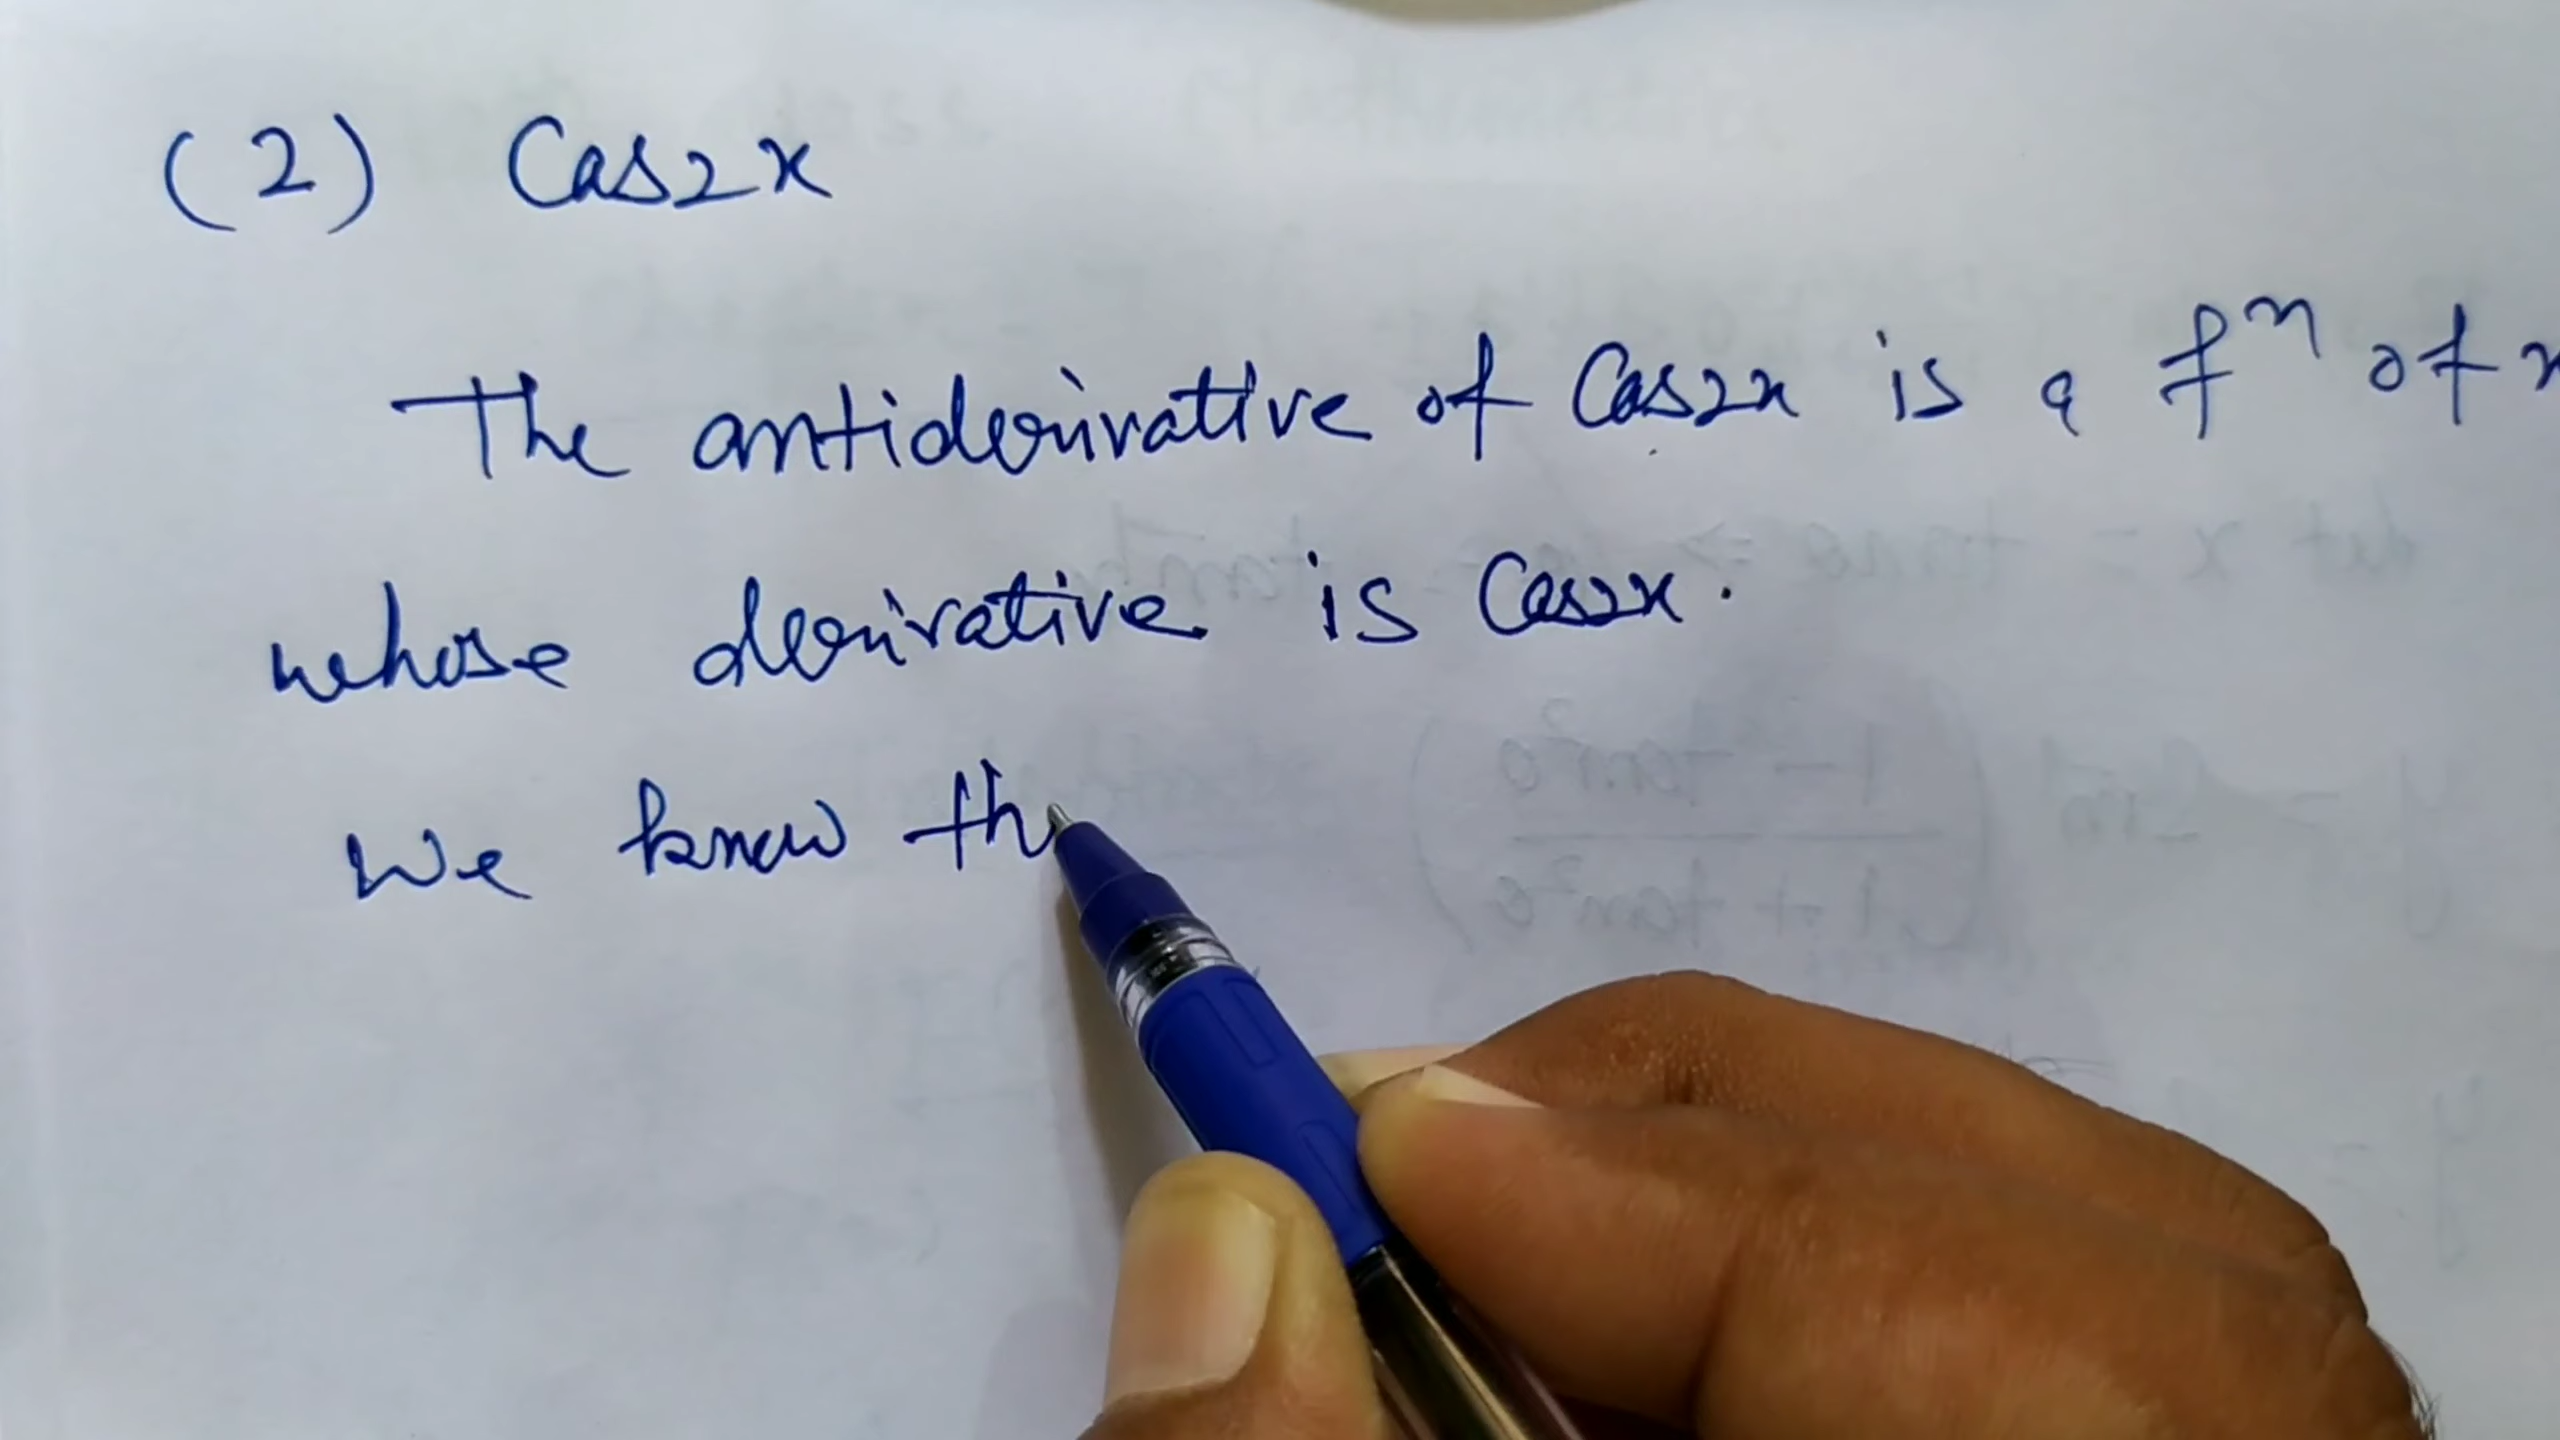 (2) Cos2x
The antiderivative of Cos2x is a fⁿ of x
whose derivative is Cos2x.
We know th